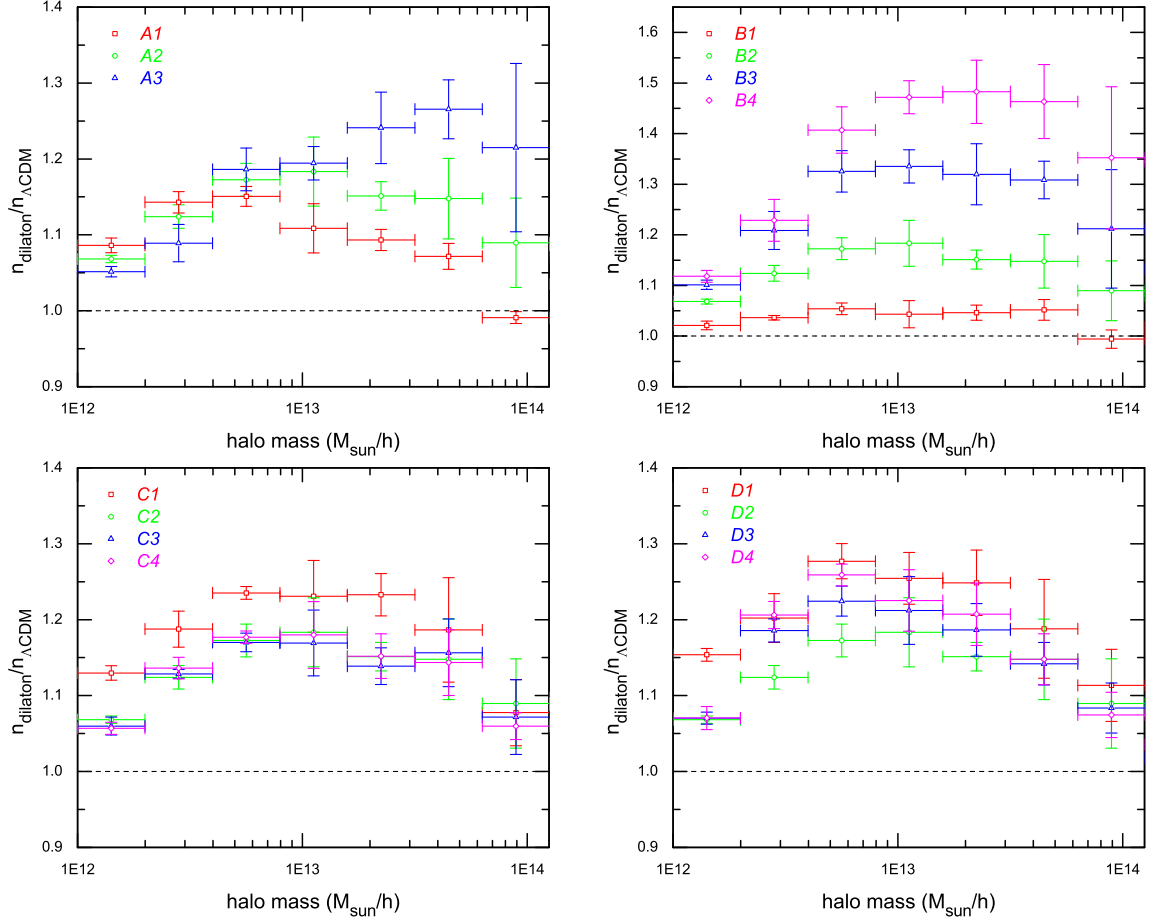 1.4
1.3
1.2
1.1
1.0
0.9
n_dilaton/n_ΛCDM
A1
A2
A3
1E12
1E13
1E14
halo mass (M_sun/h)
1.6
1.5
1.4
1.3
1.2
1.1
1.0
0.9
n_dilaton/n_ΛCDM
B1
B2
B3
B4
1E12
1E13
1E14
halo mass (M_sun/h)
1.4
1.3
1.2
1.1
1.0
0.9
n_dilaton/n_ΛCDM
C1
C2
C3
C4
1E12
1E13
1E14
halo mass (M_sun/h)
1.4
1.3
1.2
1.1
1.0
0.9
n_dilaton/n_ΛCDM
D1
D2
D3
D4
1E12
1E13
1E14
halo mass (M_sun/h)